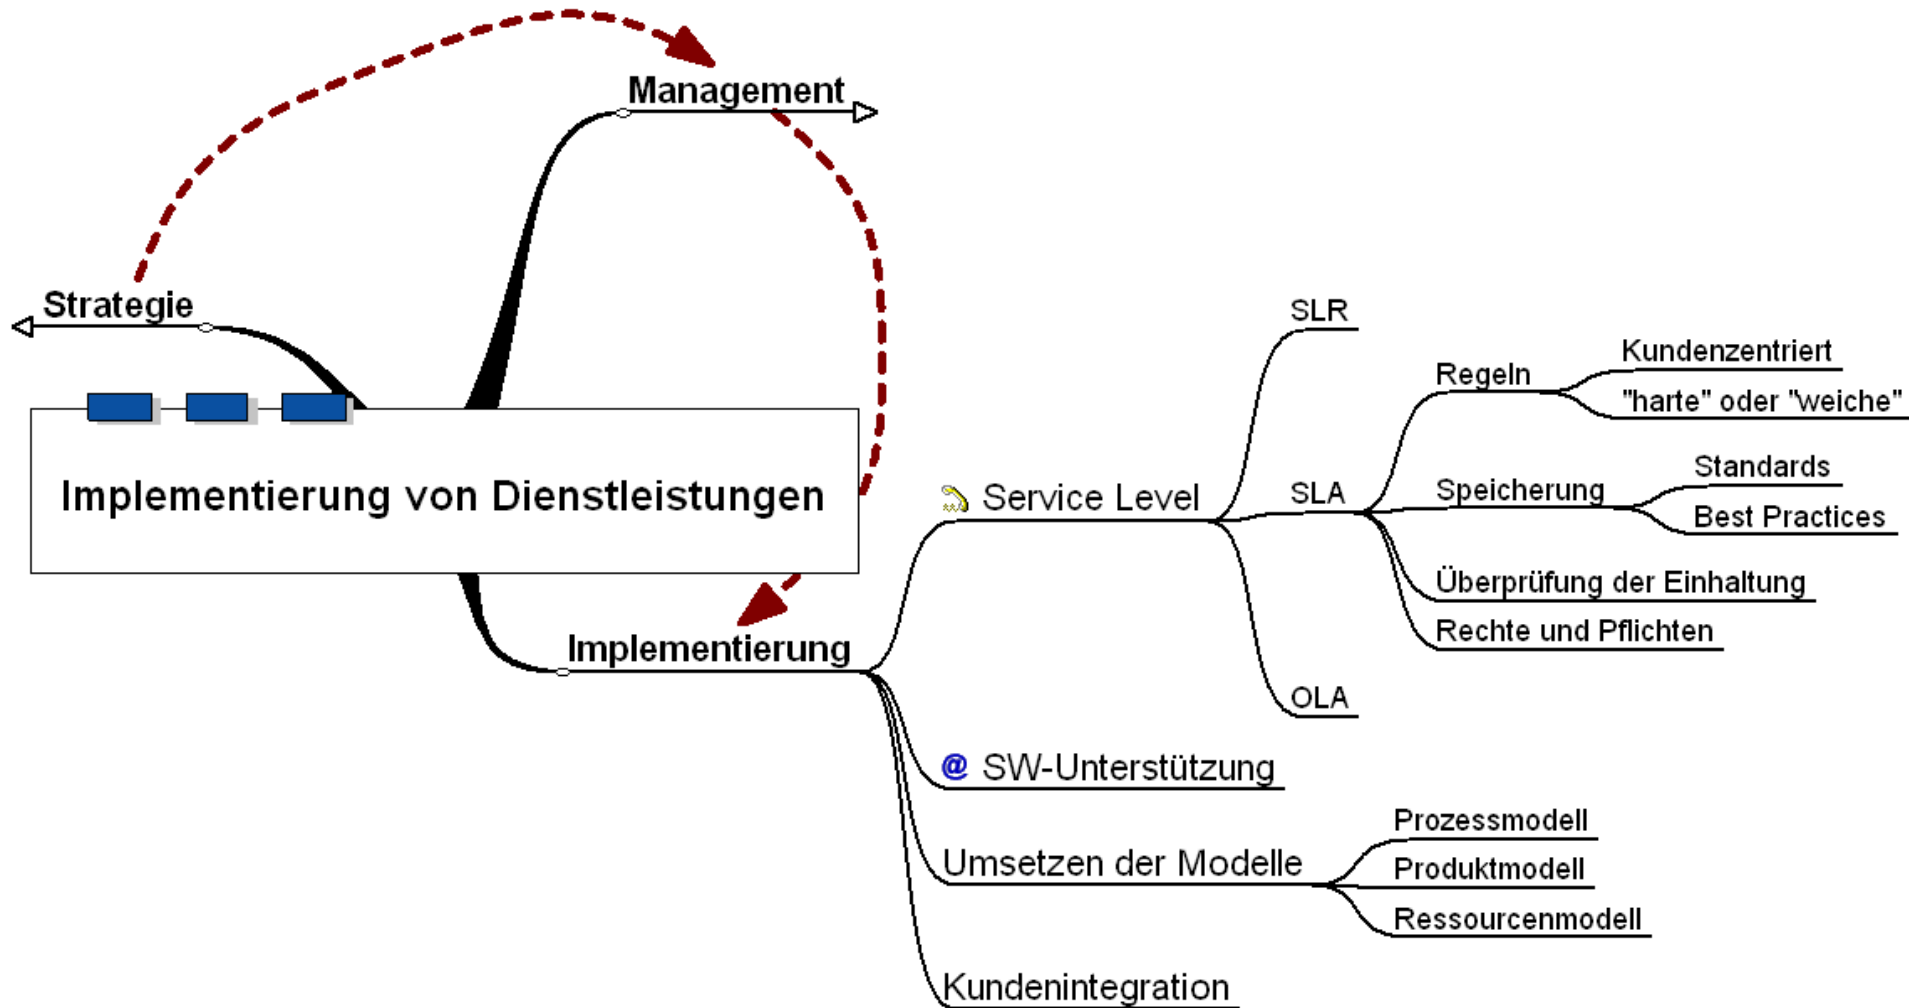 Management
Strategie
Implementierung von Dienstleistungen
Implementierung
Service Level
SLR
SLA
Regeln
Kundenzentriert
"harte" oder "weiche"
Speicherung
Standards
Best Practices
Überprüfung der Einhaltung
Rechte und Pflichten
OLA
@ SW-Unterstützung
Umsetzen der Modelle
Prozessmodell
Produktmodell
Ressourcenmodell
Kundenintegration